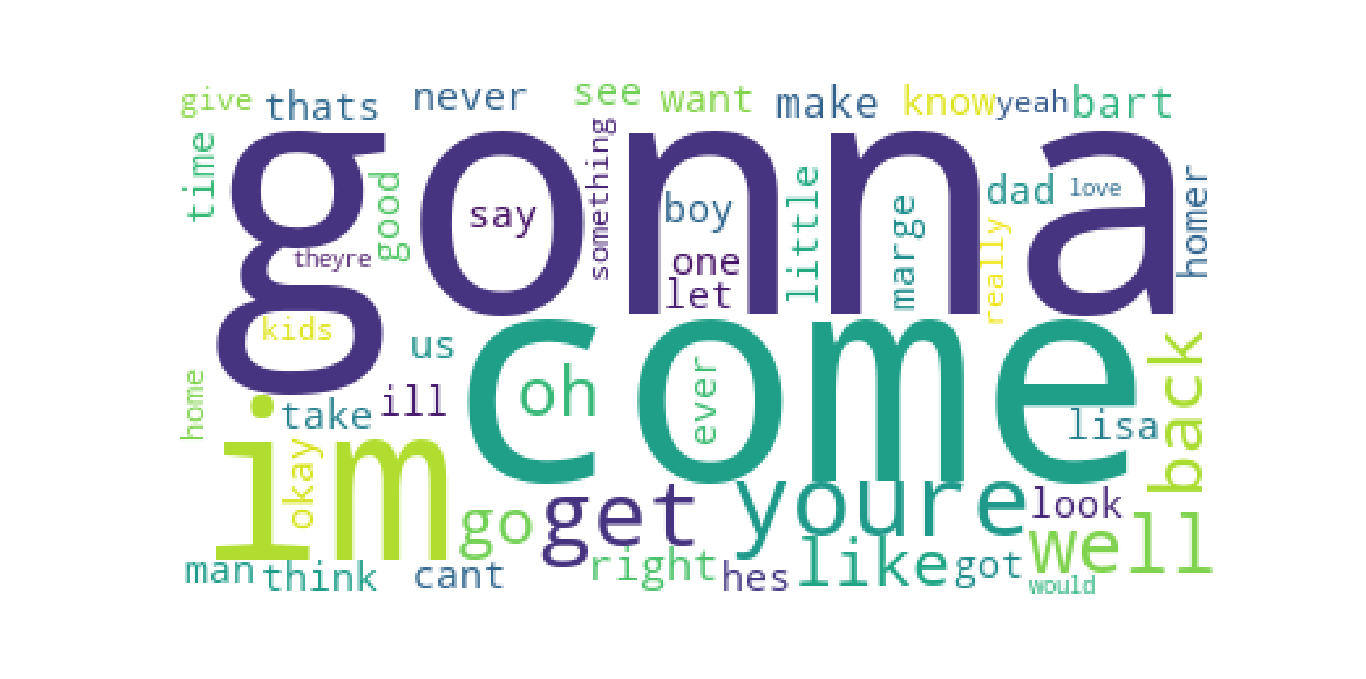 give
thats
never
see
want
make
know
yeah
bart
time
gonna
good
say
something
boy
little
marge
dad
love
homer
theyre
one
let
really
kids
us
come
oh
ever
back
home
take
ill
lisa
im
okay
go
get
youre
look
well
man
think
cant
right
hes
like
got
would